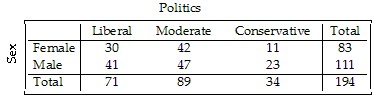 Politics
Liberal Moderate Conservative Total
Sex
Female 30 42 11 83
Male 41 47 23 111
Total 71 89 34 194